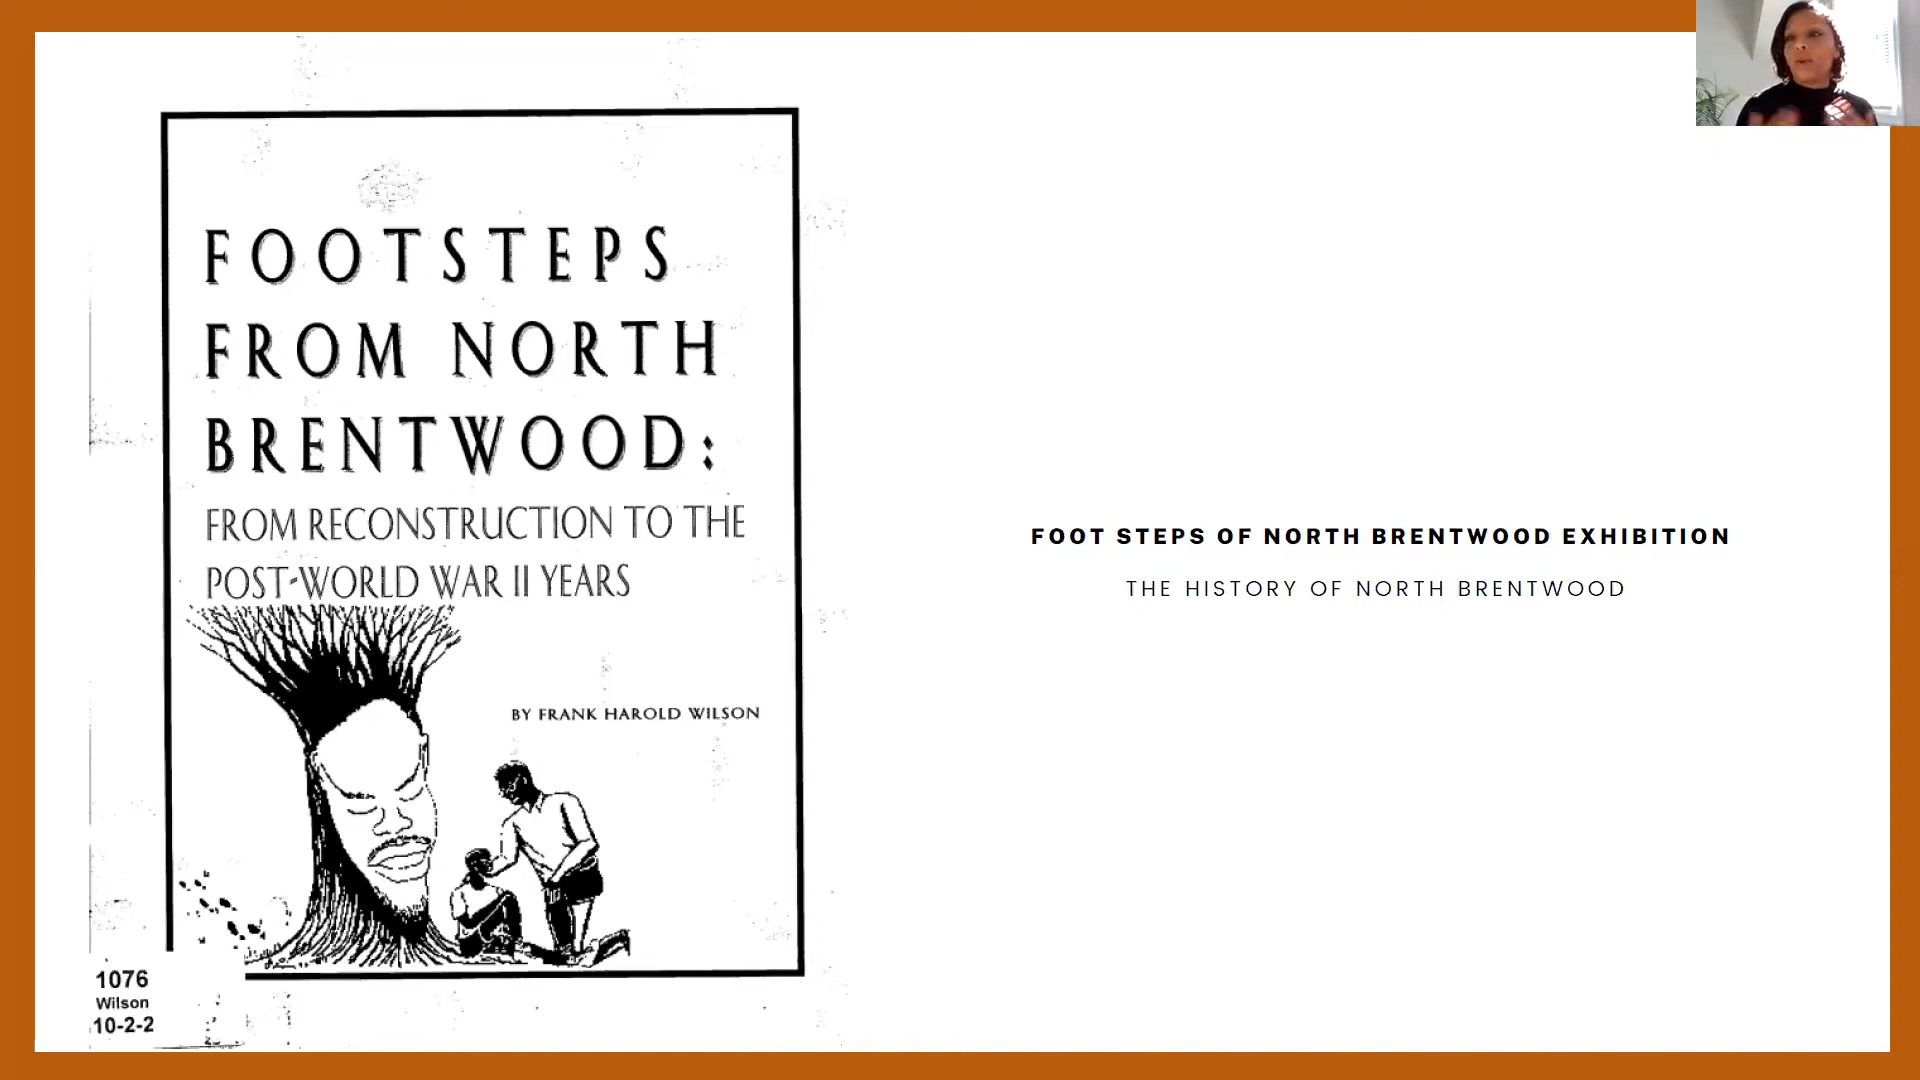 FOOTSTEPS
FROM NORTH
BRENTWOOD:
FROM RECONSTRUCTION TO THE
POST-WORLD WAR II YEARS
BY FRANK HAROLD WILSON
1076
Wilson
10-2-2
FOOT STEPS OF NORTH BRENTWOOD EXHIBITION
THE HISTORY OF NORTH BRENTWOOD